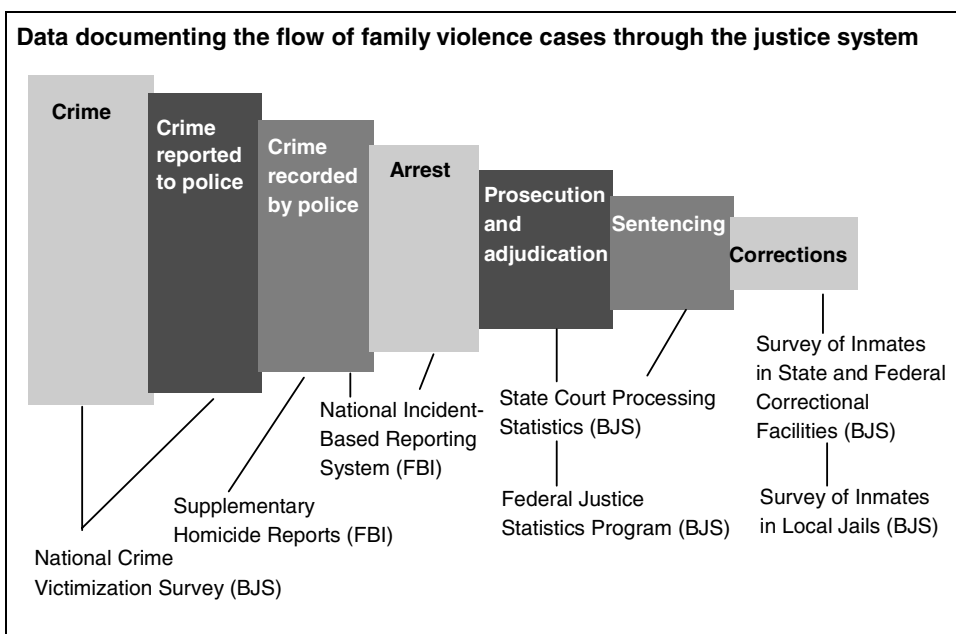 Data documenting the flow of family violence cases through the justice system
Crime
Crime
reported
to police
Crime
recorded
by police
Arrest
Prosecution
and
adjudication
Sentencing
Corrections
National Crime
Victimization Survey (BJS)
Supplementary
Homicide Reports (FBI)
National Incident-
Based Reporting
System (FBI)
State Court Processing
Statistics (BJS)
Federal Justice
Statistics Program (BJS)
Survey of Inmates
in State and Federal
Correctional
Facilities (BJS)
Survey of Inmates
in Local Jails (BJS)